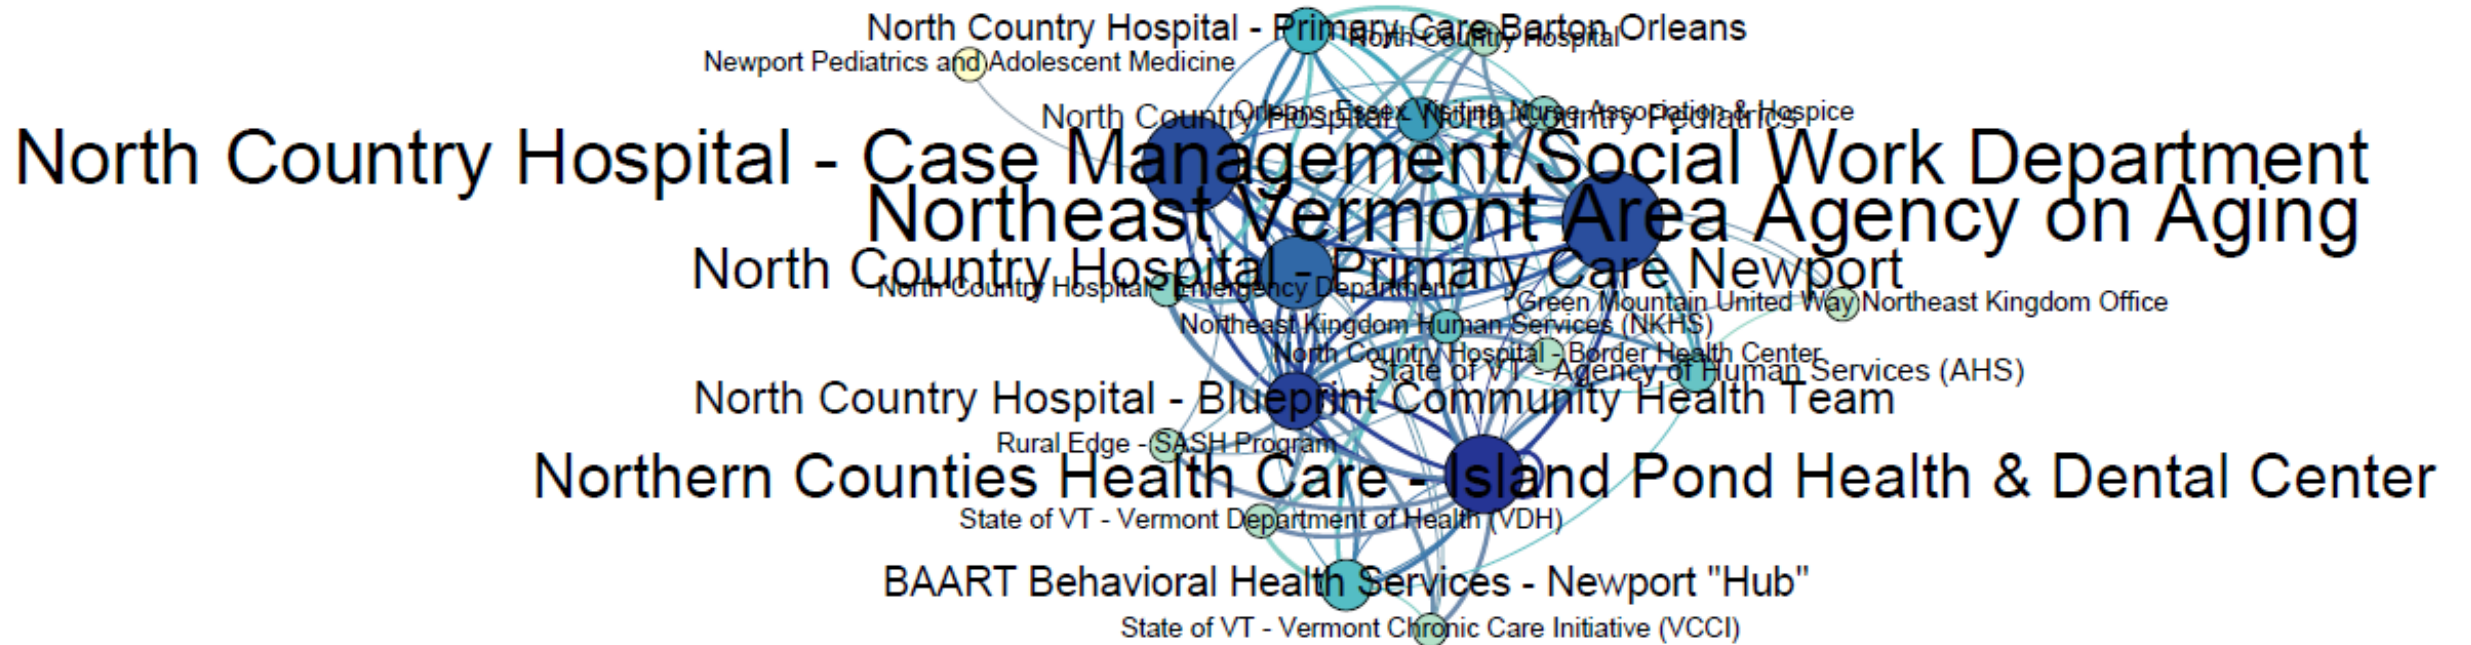 North Country Hospital - Primary Care Barton Orleans
North Country Hospital
Newport Pediatrics and Adolescent Medicine
Orleans Essex Visiting Nurse Association & Hospice
North Country Hospital - North Country Pediatrics
North Country Hospital - Case Management/Social Work Department
Northeast Vermont Area Agency on Aging
North Country Hospital - Primary Care Newport
North Country Hospital - Emergency Department
Green Mountain United Way Northeast Kingdom Office
Northeast Kingdom Human Services (NKHS)
North Country Hospital - Border Health Center
State of VT - Agency of Human Services (AHS)
North Country Hospital - Blueprint Community Health Team
Rural Edge - SASH Program
Northern Counties Health Care - Island Pond Health & Dental Center
State of VT - Vermont Department of Health (VDH)
BAART Behavioral Health Services - Newport "Hub"
State of VT - Vermont Chronic Care Initiative (VCCI)